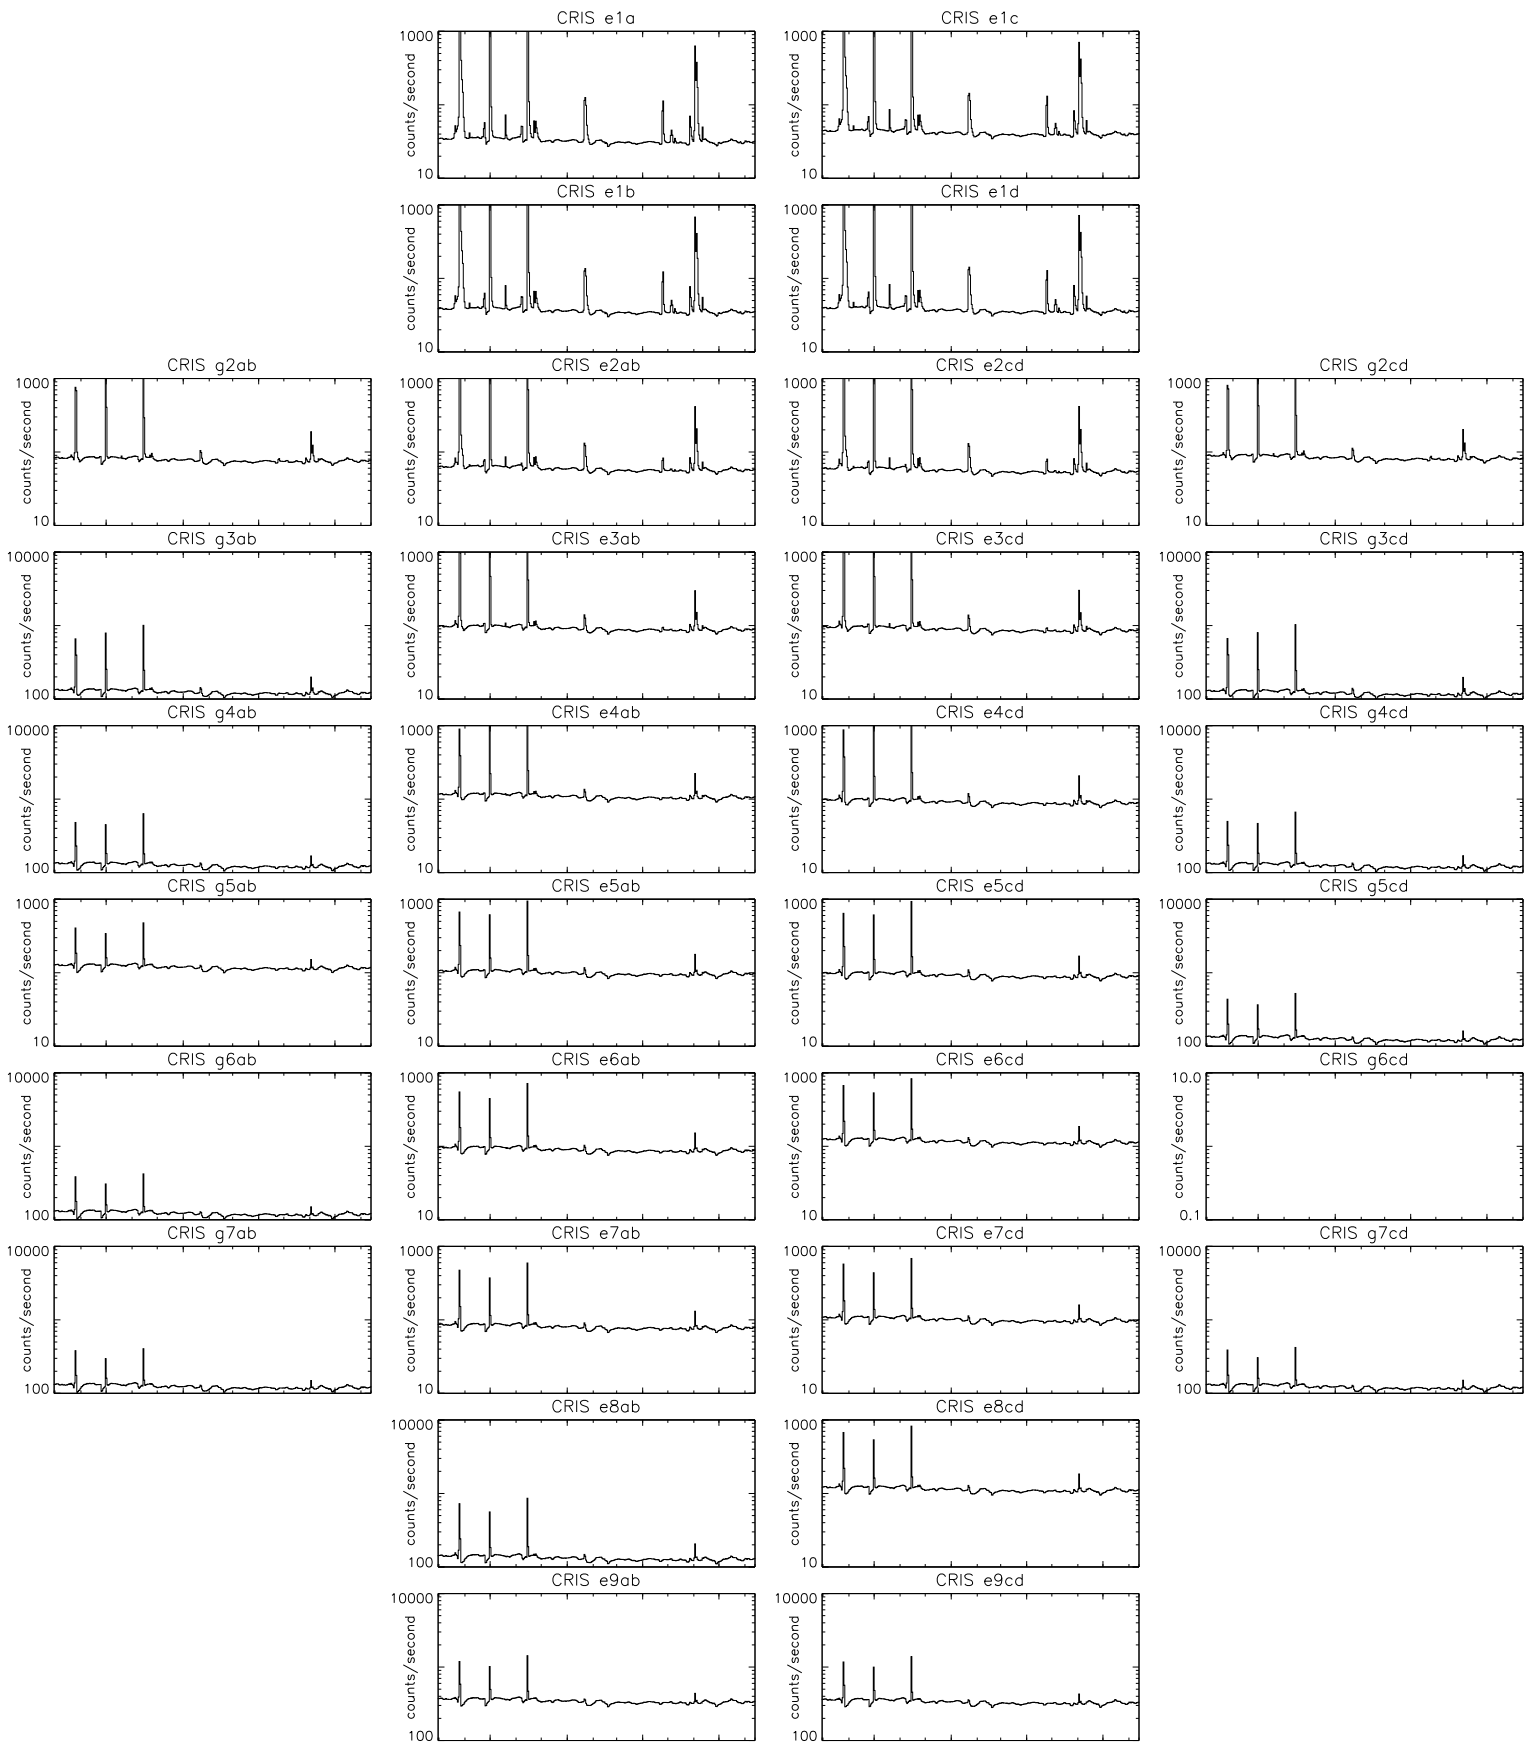 CRIS e1a
CRIS e1c
1000
counts/second
10
1000
counts/second
10
CRIS e1b
CRIS e1d
1000
counts/second
10
1000
counts/second
10
CRIS g2ab
CRIS e2ab
CRIS e2cd
CRIS g2cd
1000
counts/second
10
1000
counts/second
10
1000
counts/second
10
1000
counts/second
10
CRIS g3ab
CRIS e3ab
CRIS e3cd
CRIS g3cd
10000
counts/second
100
1000
counts/second
10
1000
counts/second
10
10000
counts/second
100
CRIS g4ab
CRIS e4ab
CRIS e4cd
CRIS g4cd
10000
counts/second
100
1000
counts/second
10
1000
counts/second
10
10000
counts/second
100
CRIS g5ab
CRIS e5ab
CRIS e5cd
CRIS g5cd
1000
counts/second
10
1000
counts/second
10
1000
counts/second
10
10000
counts/second
100
CRIS g6ab
CRIS e6ab
CRIS e6cd
CRIS g6cd
10000
counts/second
100
1000
counts/second
10
1000
counts/second
10
10.0
counts/second
0.1
CRIS g7ab
CRIS e7ab
CRIS e7cd
CRIS g7cd
10000
counts/second
100
1000
counts/second
10
1000
counts/second
10
10000
counts/second
100
CRIS e8ab
CRIS e8cd
10000
counts/second
100
1000
counts/second
10
CRIS e9ab
CRIS e9cd
10000
counts/second
100
10000
counts/second
100